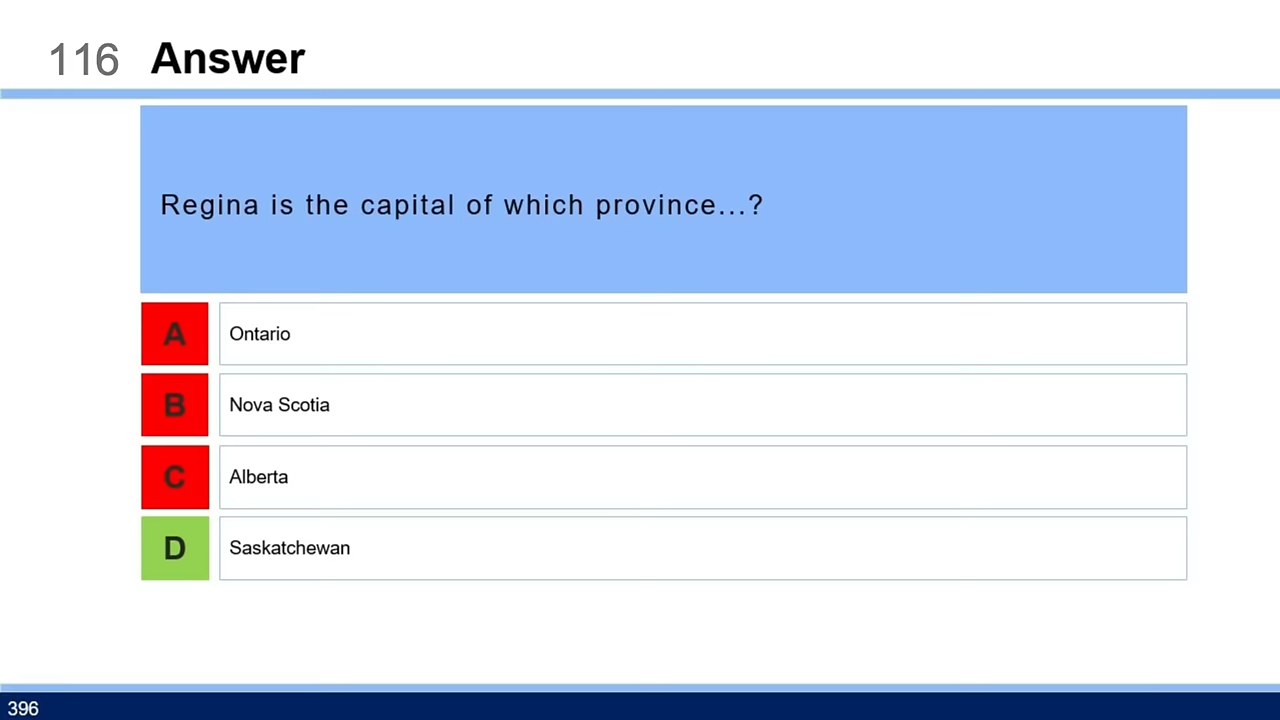 116 Answer
Regina is the capital of which province...?
A Ontario
B Nova Scotia
C Alberta
D Saskatchewan
396